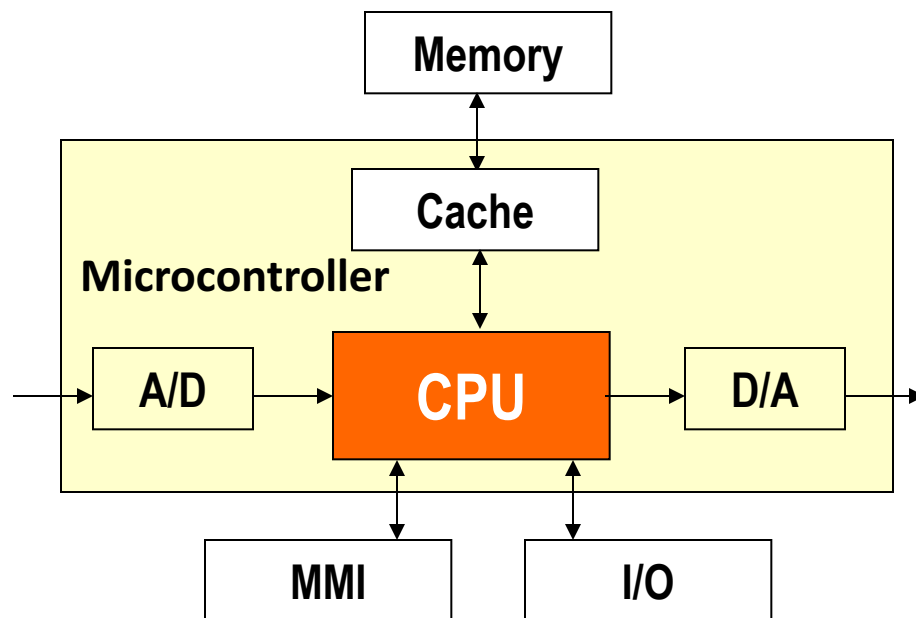 Memory
Cache
Microcontroller
A/D
CPU
D/A
MMI
I/O